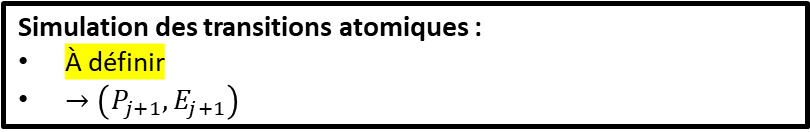 Simulation des transitions atomiques :
• À définir
• → (P_{j+1}, E_{j+1})